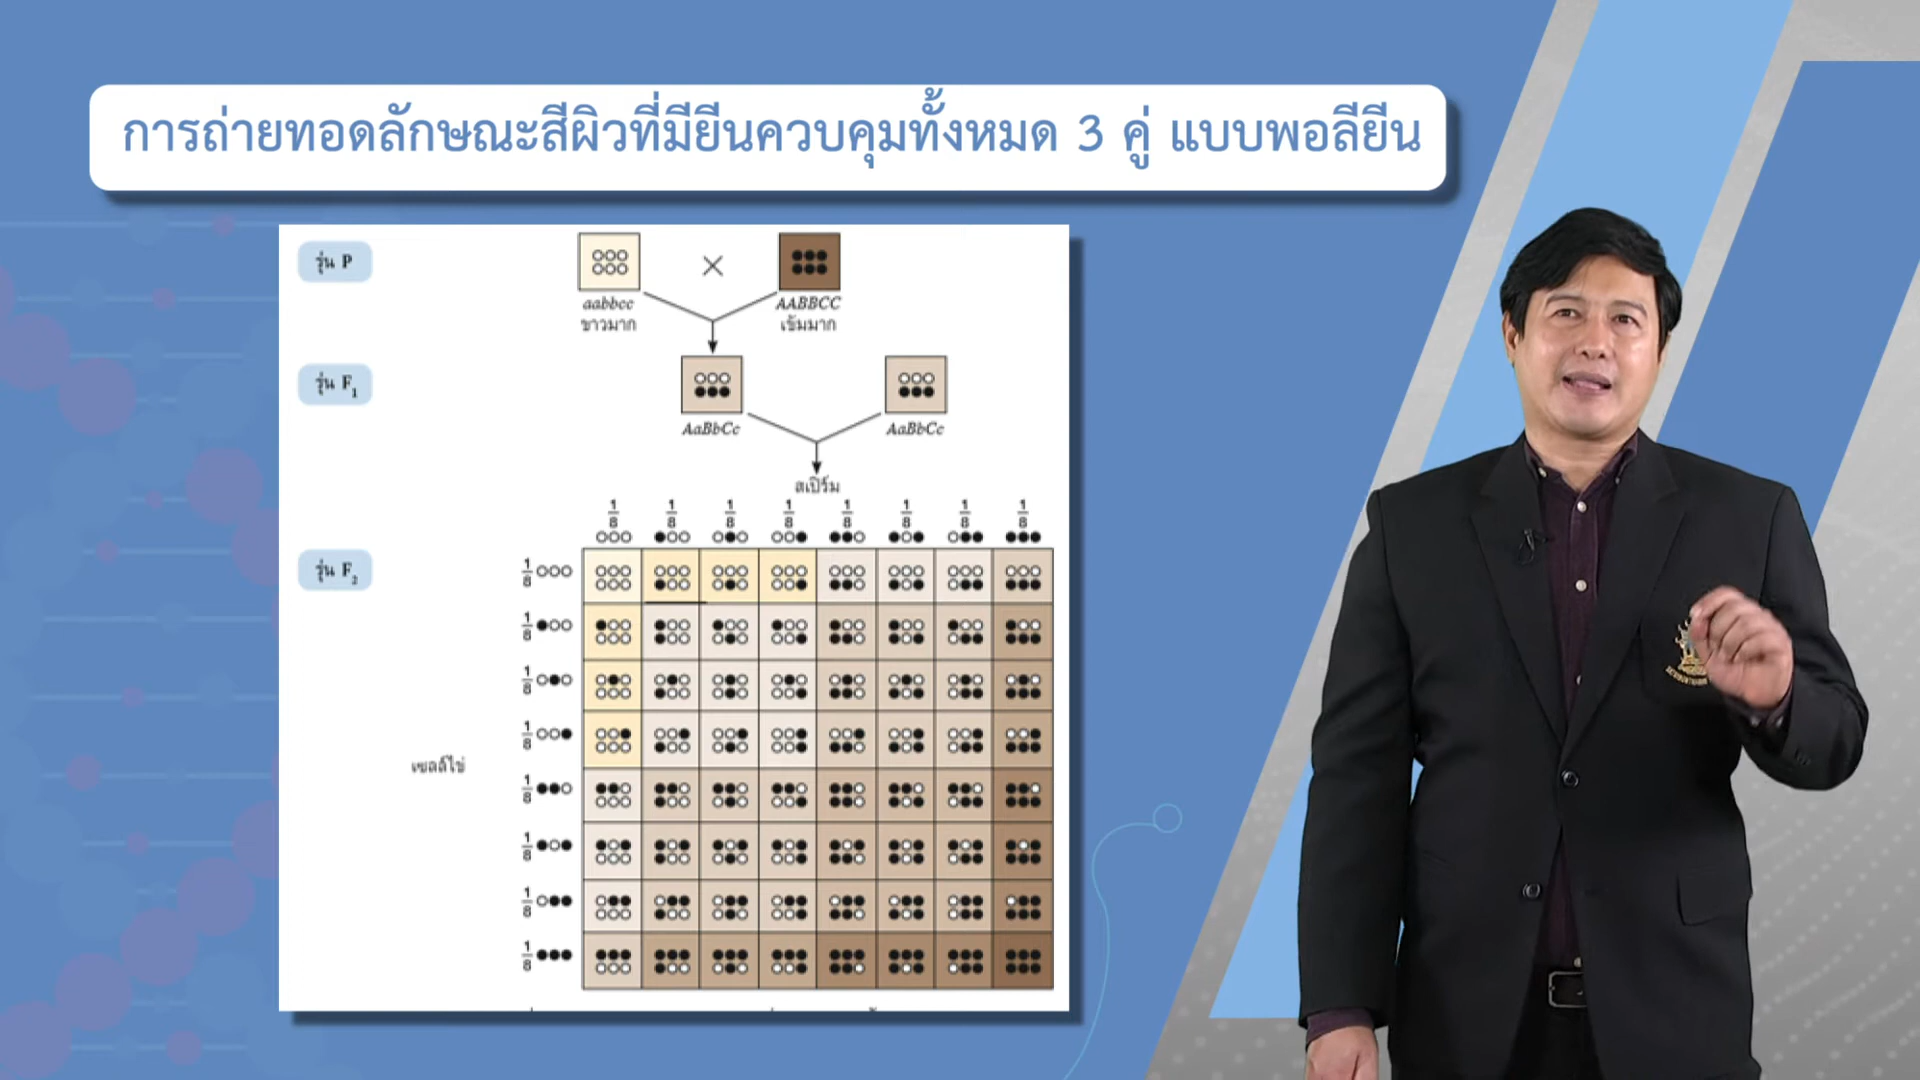 การถ่ายทอดลักษณะสีผิวที่มียีนควบคุมทั้งหมด 3 คู่ แบบพอลียีน
รุ่น P
×
aabbcc
AABBCC
ขาวมาก
เข้มมาก
รุ่น F1
AaBbCc
AaBbCc
สเปิร์ม
1/8 1/8 1/8 1/8 1/8 1/8 1/8 1/8
รุ่น F2
1/8
1/8
1/8
1/8
เซลล์ไข่
1/8
1/8
1/8
1/8